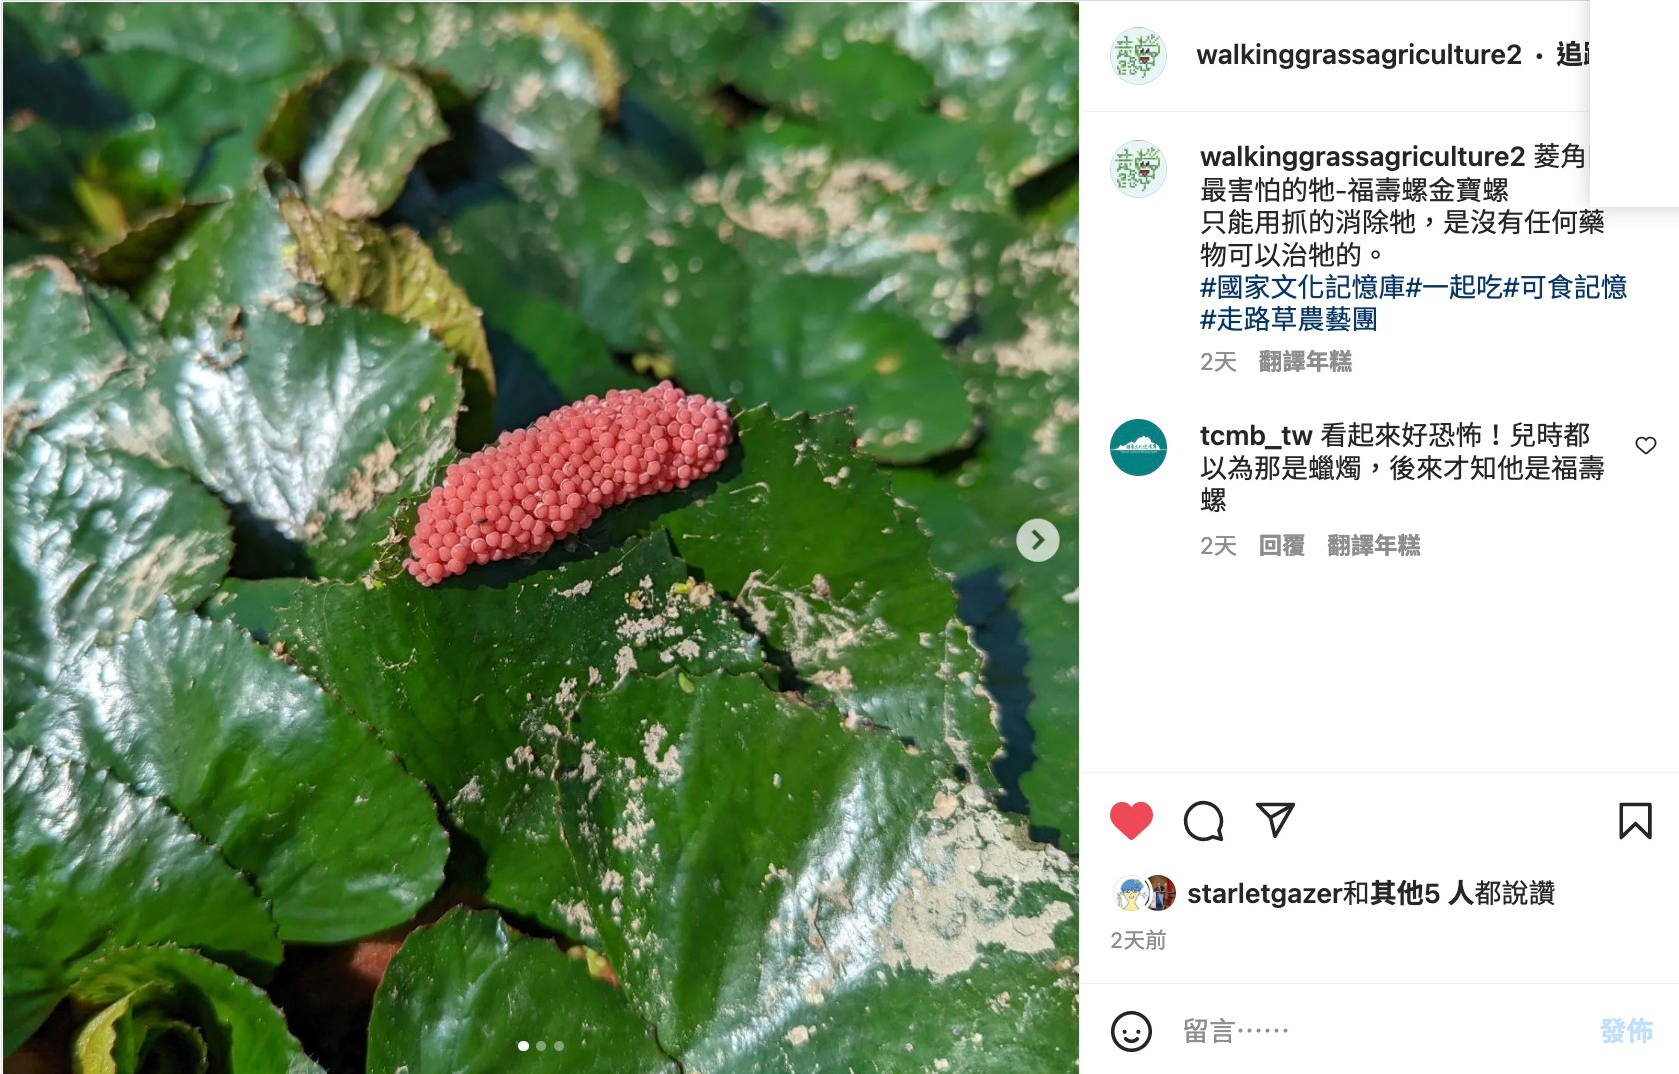 walkinggrassagriculture2 •
walkinggrassagriculture2 菱角
最害怕的牠-福壽螺金寶螺
只能用抓的消除牠，是沒有任何藥
物可以治牠的。
#國家文化記憶庫#一起吃#可食記憶
#走路草農藝團
2天 翻譯年糕
tcmb_tw 看起來好恐怖！兒時都
以為那是蠟燭，後來才知他是福壽
螺
2天 回覆 翻譯年糕
starletgazer和其他5 人都說讚
2天前
留言⋯⋯
發佈